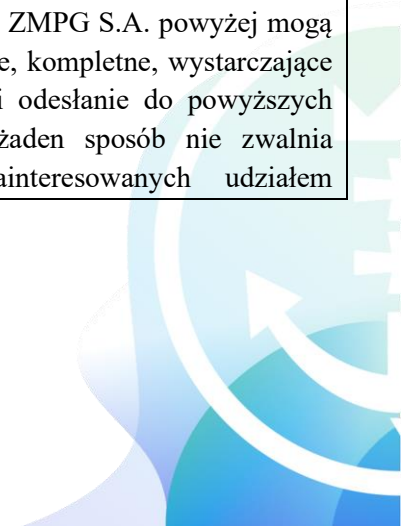 ZMPG S.A. powyżej mogą
e, kompletne, wystarczające
i odesłanie do powyższych
żaden sposób nie zwalnia
ainteresowanych udziałem